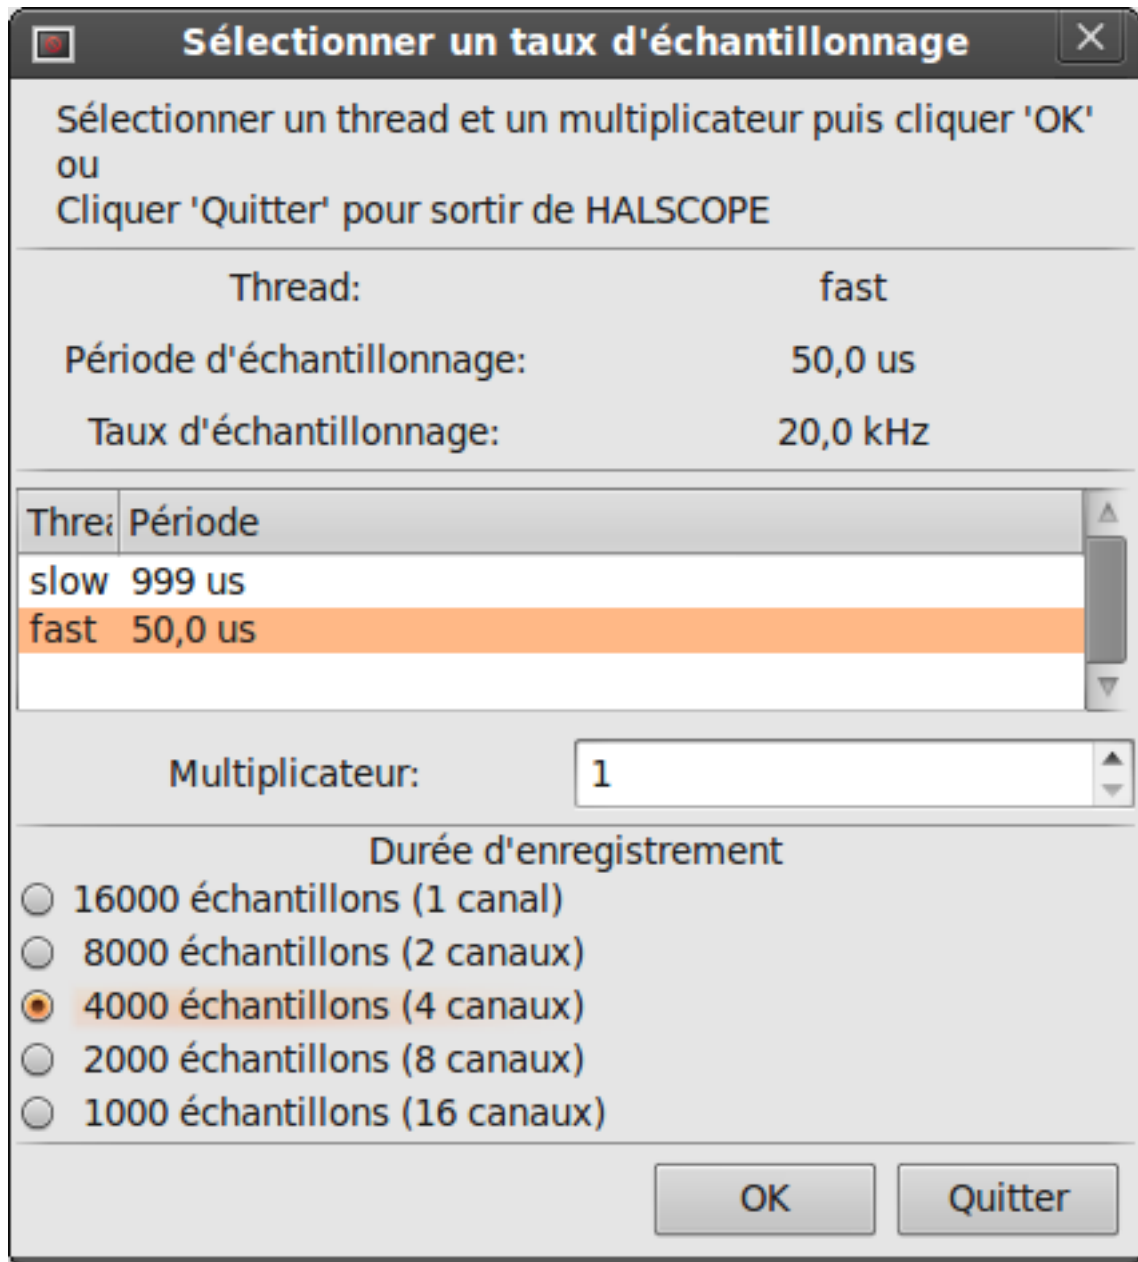 Sélectionner un taux d'échantillonnage
Sélectionner un thread et un multiplicateur puis cliquer 'OK'
ou
Cliquer 'Quitter' pour sortir de HALSCOPE
Thread: fast
Période d'échantillonnage: 50,0 us
Taux d'échantillonnage: 20,0 kHz
Threa Période
slow 999 us
fast 50,0 us
Multiplicateur: 1
Durée d'enregistrement
16000 échantillons (1 canal)
8000 échantillons (2 canaux)
4000 échantillons (4 canaux)
2000 échantillons (8 canaux)
1000 échantillons (16 canaux)
OK Quitter